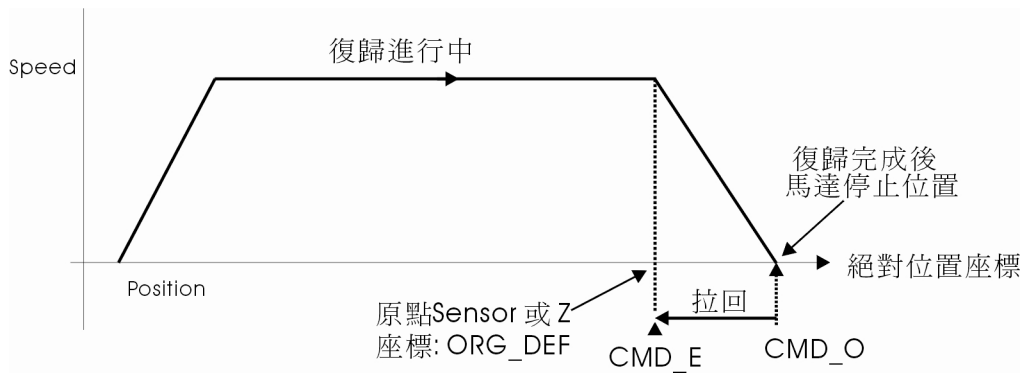 復歸進行中
Speed
復歸完成後
馬達停止位置
絕對位置座標
Position
原點Sensor 或 Z
座標: ORG_DEF
拉回
CMD_E
CMD_O